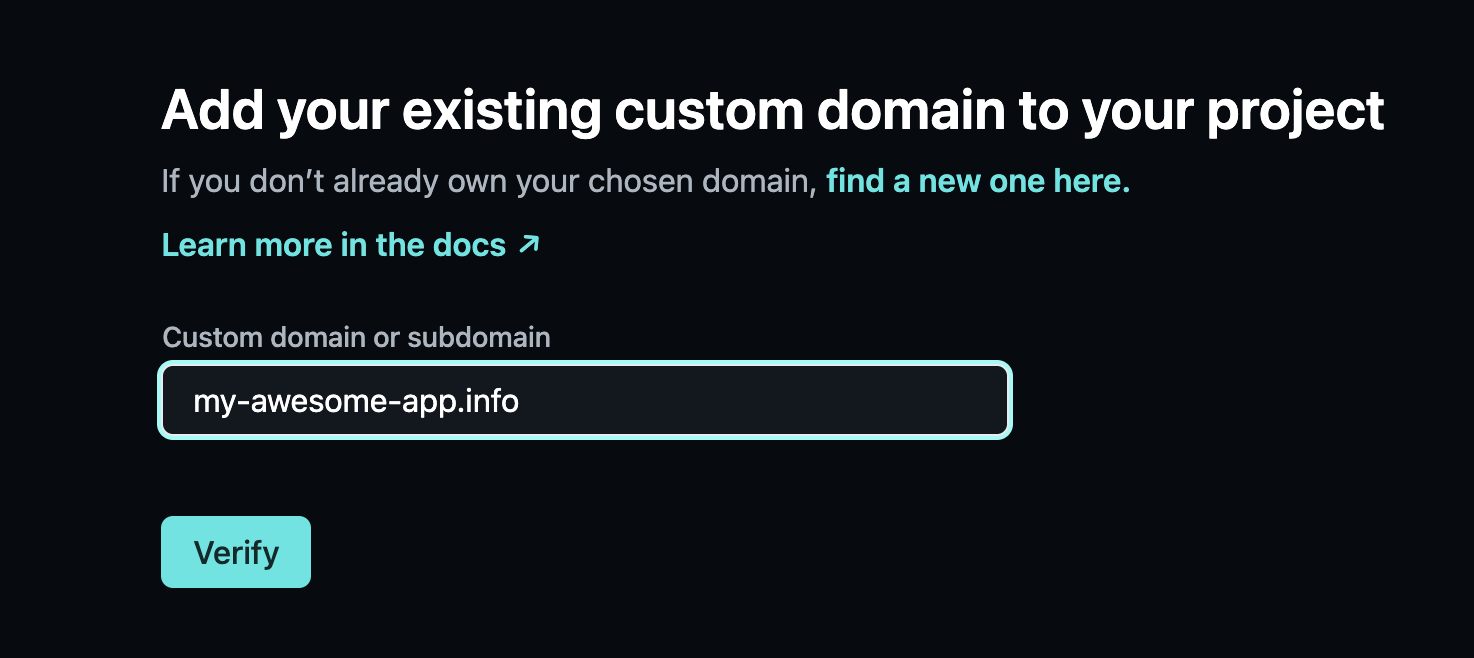 Add your existing custom domain to your project
If you don’t already own your chosen domain, find a new one here.
Learn more in the docs ↗
Custom domain or subdomain
my-awesome-app.info
Verify